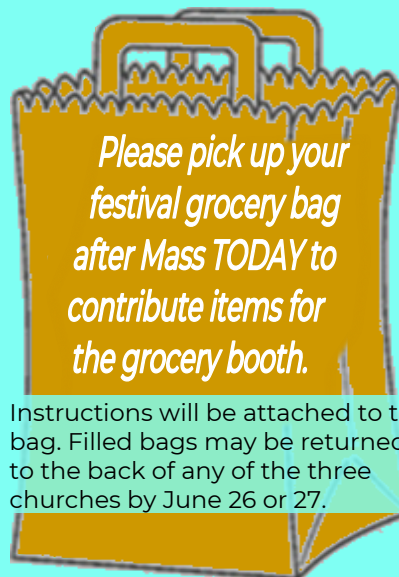 Please pick up your
festival grocery bag
after Mass TODAY to
contribute items for
the grocery booth.
Instructions will be attached to t
bag. Filled bags may be returned
to the back of any of the three
churches by June 26 or 27.